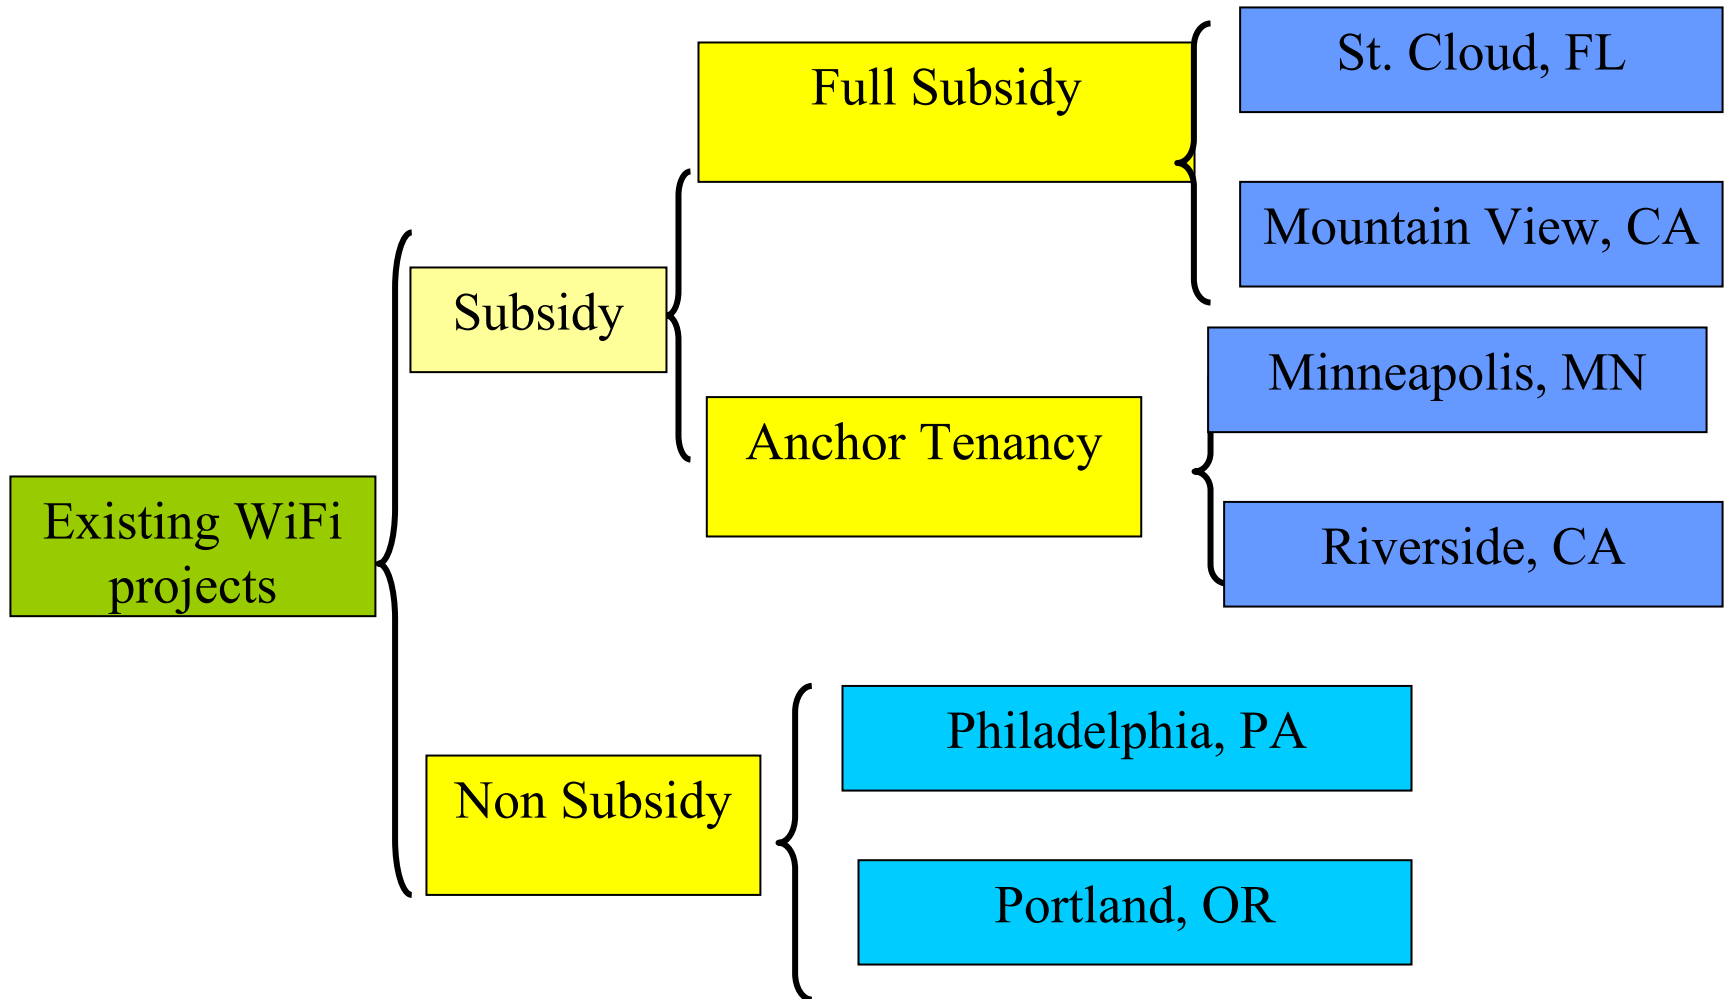 Existing WiFi
projects
Subsidy
Full Subsidy
St. Cloud, FL
Mountain View, CA
Anchor Tenancy
Minneapolis, MN
Riverside, CA
Non Subsidy
Philadelphia, PA
Portland, OR